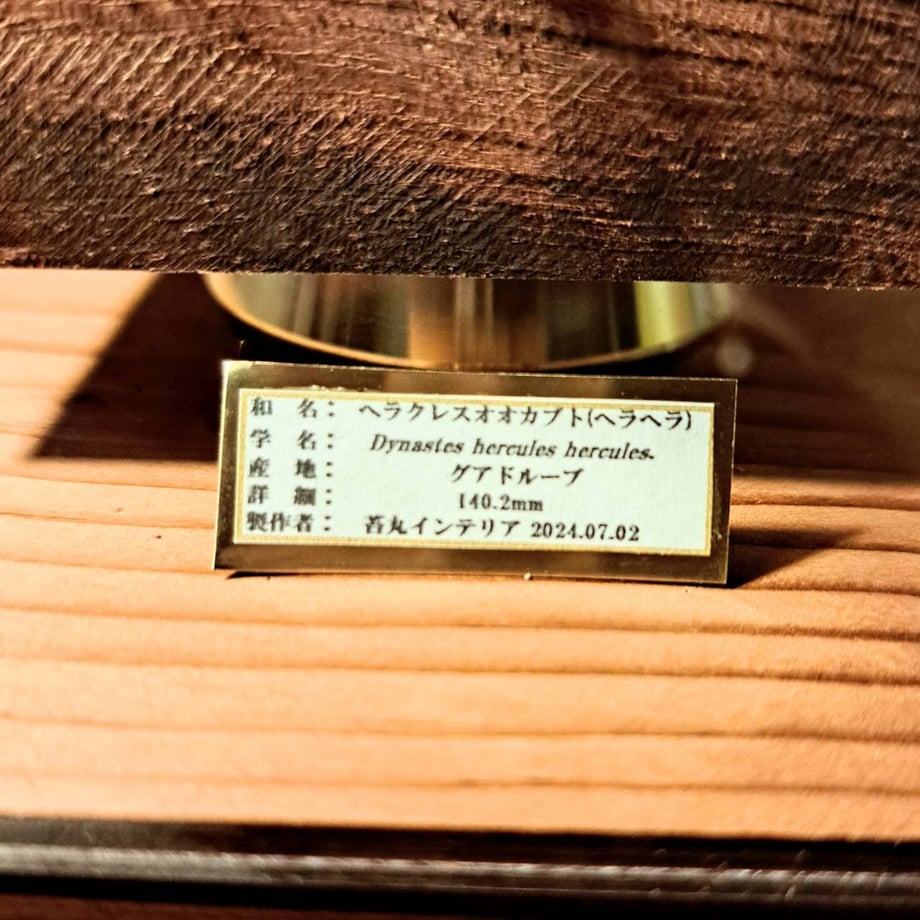 和 名： ヘラクレスオオカブト(ヘラヘラ)
学 名： Dynastes hercules hercules.
産 地： グアドループ
詳 細： 140.2mm
製作者： 苔丸インテリア 2024.07.02